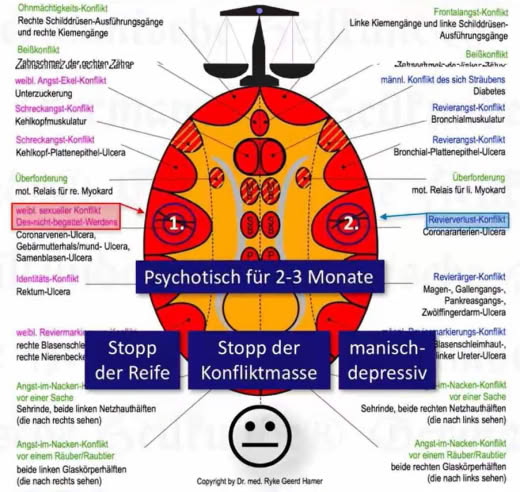 Ohnmächtigkeits-Konflikt
Rechte Schilddrüsen-Ausführungsgänge
und rechte Kiemengänge
Beißkonflikt
Zahnschmelz der rechten Zähne
weibl. Angst-Ekel-Konflikt
Unterzuckerung
Schreckangst-Konflikt
Kehlkopfmuskulatur
Schreckangst-Konflikt
Kehlkopf-Plattenepithel-Ulcera
Überforderung
mot. Relais für re. Myokard
weibl. sexueller Konflikt
Des-nicht-begattet-Werdens
Coronarvenen-Ulcera,
Gebärmutterhals/mund- Ulcera,
Samenblasen-Ulcera
Identitäts-Konflikt
Rektum-Ulcera
weibl. Reviermarkierungs-Konflikt
rechte Blasenschle
rechte Nierenbecke
Angst-im-Nacken-Konflikt
vor einer Sache
Sehrinde, beide linken Netzhauthälften
(die nach rechts sehen)
Angst-im-Nacken-Konflikt
vor einem Räuber/Raubtier
beide linken Glaskörperhälften
(die nach rechts sehen)
1.
2.
Psychotisch für 2-3 Monate
Stopp
der Reife
Stopp der
Konfliktmasse
manisch-
depressiv
Copyright by Dr. med. Ryke Geerd Hamer
Frontalangst-Konflikt
Linke Kiemengänge und linke Schilddrüsen-
Ausführungsgänge
Beißkonflikt
männl. Konflikt des sich Sträubens
Diabetes
Revierangst-Konflikt
Bronchialmuskulatur
Revierangst-Konflikt
Bronchial-Plattenepithel-Ulcera
Überforderung
mot. Relais für li. Myokard
Revierverlust-Konflikt
Coronararterien-Ulcera
Revierärger-Konflikt
Magen-, Gallengangs-,
Pankreasgangs-,
Zwölffingerdarm-Ulcera
Reviermarkierungs-Konflikt
Blasenschleimhaut-,
linker Ureter-Ulcera
Angst-im-Nacken-Konflikt
vor einer Sache
Sehrinde, beide rechten Netzhauthälften
(die nach links sehen)
Angst-im-Nacken-Konflikt
vor einem Räuber/Raubtier
beide rechten Glaskörperhälften
(die nach links sehen)